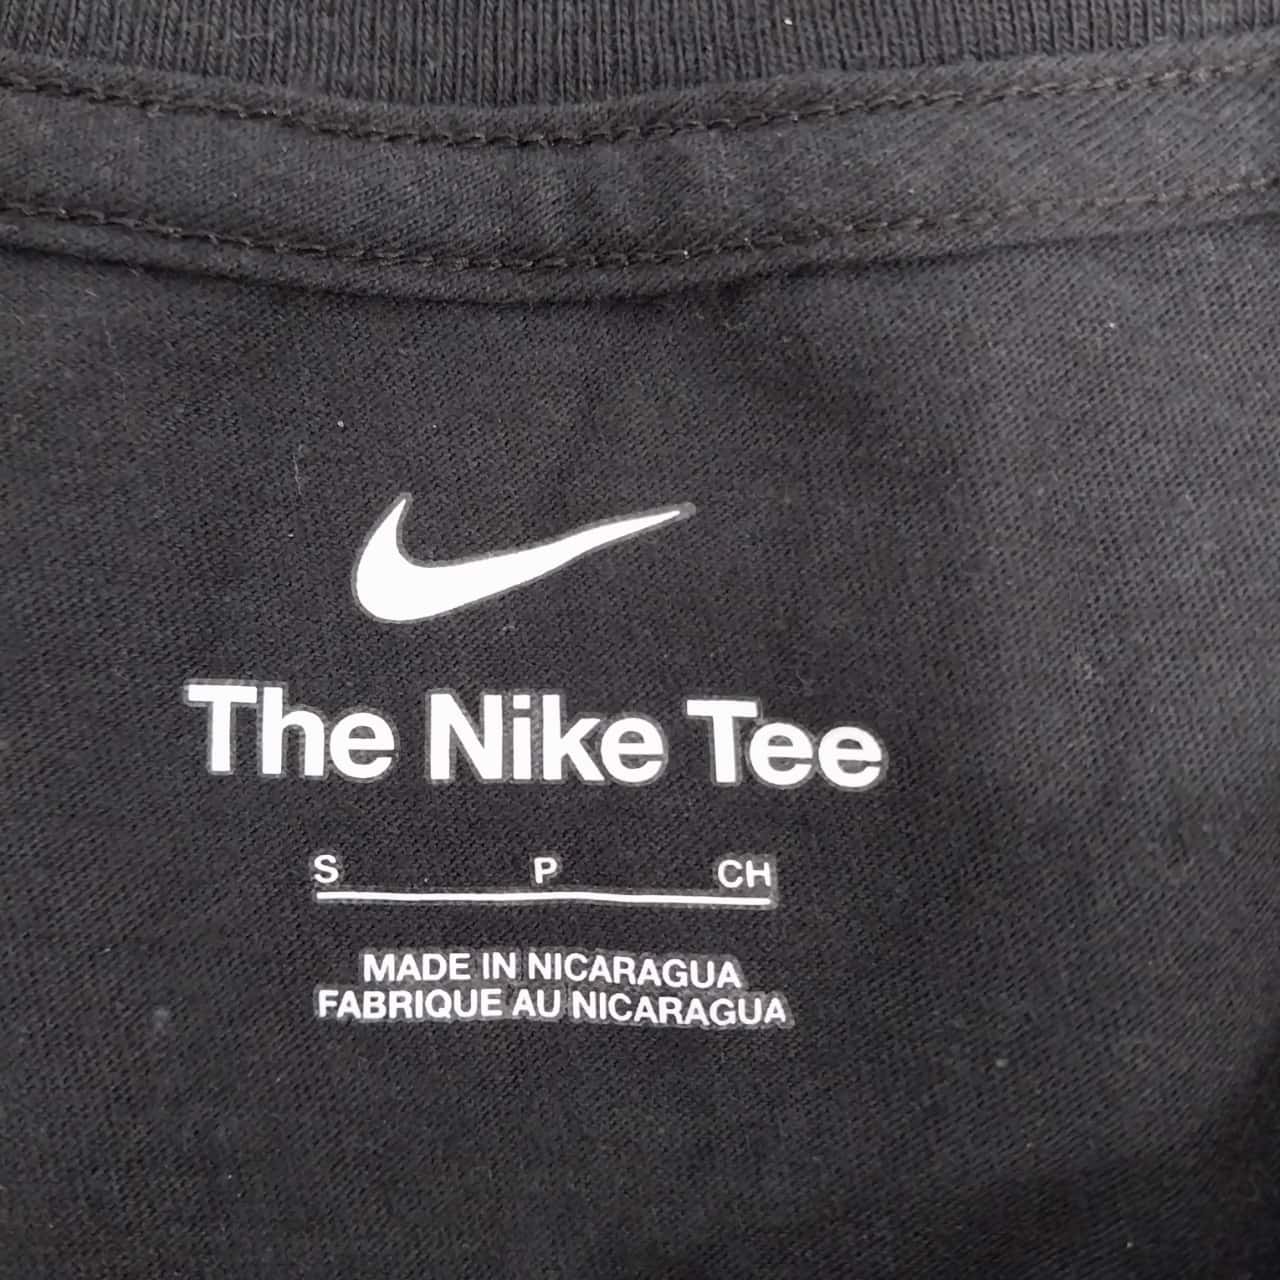 The Nike Tee
S P CH
MADE IN NICARAGUA
FABRIQUE AU NICARAGUA